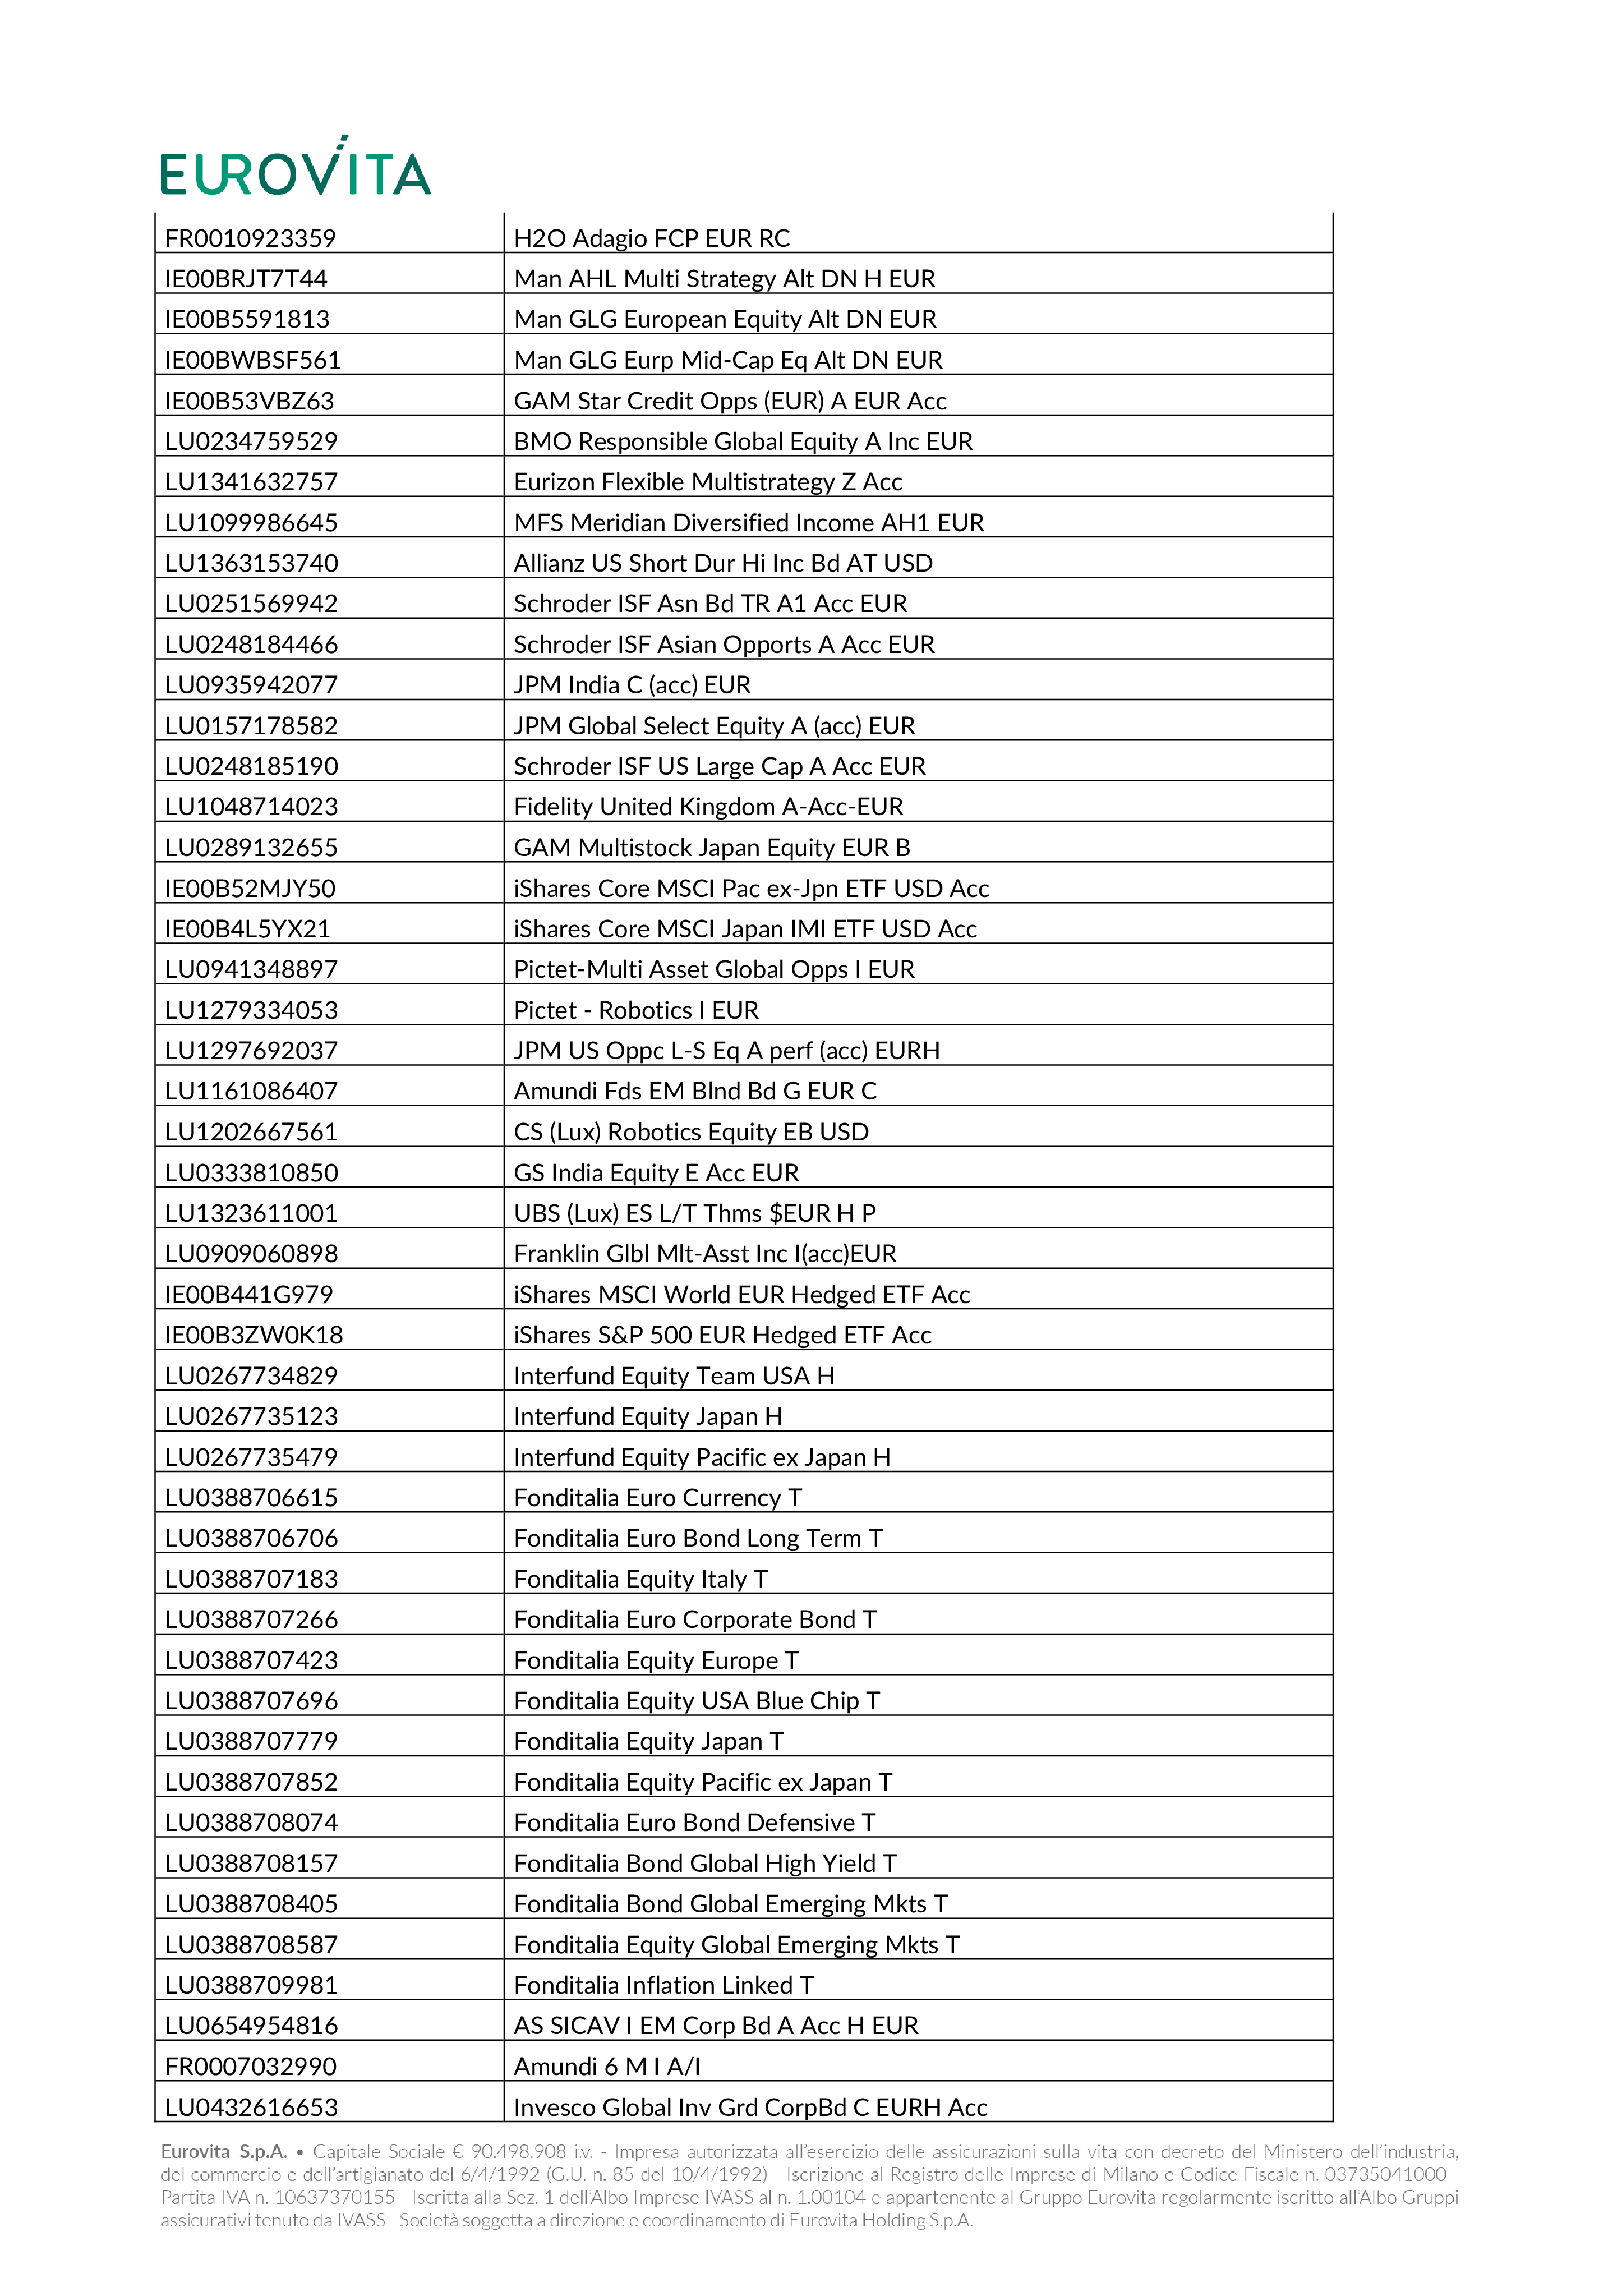 EUROVITA
FR0010923359 H2O Adagio FCP EUR RC
IE00BRJT7T44 Man AHL Multi Strategy Alt DN H EUR
IE00B5591813 Man GLG European Equity Alt DN EUR
IE00BWBSF561 Man GLG Eurp Mid-Cap Eq Alt DN EUR
IE00B53VBZ63 GAM Star Credit Opps (EUR) A EUR Acc
LU0234759529 BMO Responsible Global Equity A Inc EUR
LU1341632757 Eurizon Flexible Multistrategy Z Acc
LU1099986645 MFS Meridian Diversified Income AH1 EUR
LU1363153740 Allianz US Short Dur Hi Inc Bd AT USD
LU0251569942 Schroder ISF Asn Bd TR A1 Acc EUR
LU0248184466 Schroder ISF Asian Opports A Acc EUR
LU0935942077 JPM India C (acc) EUR
LU0157178582 JPM Global Select Equity A (acc) EUR
LU0248185190 Schroder ISF US Large Cap A Acc EUR
LU1048714023 Fidelity United Kingdom A-Acc-EUR
LU0289132655 GAM Multistock Japan Equity EUR B
IE00B52MJY50 iShares Core MSCI Pac ex-Jpn ETF USD Acc
IE00B4L5YX21 iShares Core MSCI Japan IMI ETF USD Acc
LU0941348897 Pictet-Multi Asset Global Opps I EUR
LU1279334053 Pictet - Robotics I EUR
LU1297692037 JPM US Oppc L-S Eq A perf (acc) EURH
LU1161086407 Amundi Fds EM Blnd Bd G EUR C
LU1202667561 CS (Lux) Robotics Equity EB USD
LU0333810850 GS India Equity E Acc EUR
LU1323611001 UBS (Lux) ES L/T Thms $EUR H P
LU0909060898 Franklin Glbl Mlt-Asst Inc I(acc)EUR
IE00B441G979 iShares MSCI World EUR Hedged ETF Acc
IE00B3ZW0K18 iShares S&P 500 EUR Hedged ETF Acc
LU0267734829 Interfund Equity Team USA H
LU0267735123 Interfund Equity Japan H
LU0267735479 Interfund Equity Pacific ex Japan H
LU0388706615 Fonditalia Euro Currency T
LU0388706706 Fonditalia Euro Bond Long Term T
LU0388707183 Fonditalia Equity Italy T
LU0388707266 Fonditalia Euro Corporate Bond T
LU0388707423 Fonditalia Equity Europe T
LU0388707696 Fonditalia Equity USA Blue Chip T
LU0388707779 Fonditalia Equity Japan T
LU0388707852 Fonditalia Equity Pacific ex Japan T
LU0388708074 Fonditalia Euro Bond Defensive T
LU0388708157 Fonditalia Bond Global High Yield T
LU0388708405 Fonditalia Bond Global Emerging Mkts T
LU0388708587 Fonditalia Equity Global Emerging Mkts T
LU0388709981 Fonditalia Inflation Linked T
LU0654954816 AS SICAV I EM Corp Bd A Acc H EUR
FR0007032990 Amundi 6 M I A/I
LU0432616653 Invesco Global Inv Grd CorpBd C EURH Acc
Eurovita S.p.A. • Capitale Sociale € 90.498.908 i.v. - Impresa autorizzata all'esercizio delle assicurazioni sulla vita con decreto del Ministero dell'industria,
del commercio e dell'artigianato del 6/4/1992 (G.U. n. 85 del 10/4/1992) - Iscrizione al Registro delle Imprese di Milano e Codice Fiscale n. 03735041000 -
Partita IVA n. 10637370155 - Iscritta alla Sez. 1 dell'Albo Imprese IVASS al n. 1.00104 e appartenente al Gruppo Eurovita regolarmente iscritto all'Albo Gruppi
assicurativi tenuto da IVASS - Società soggetta a direzione e coordinamento di Eurovita Holding S.p.A.